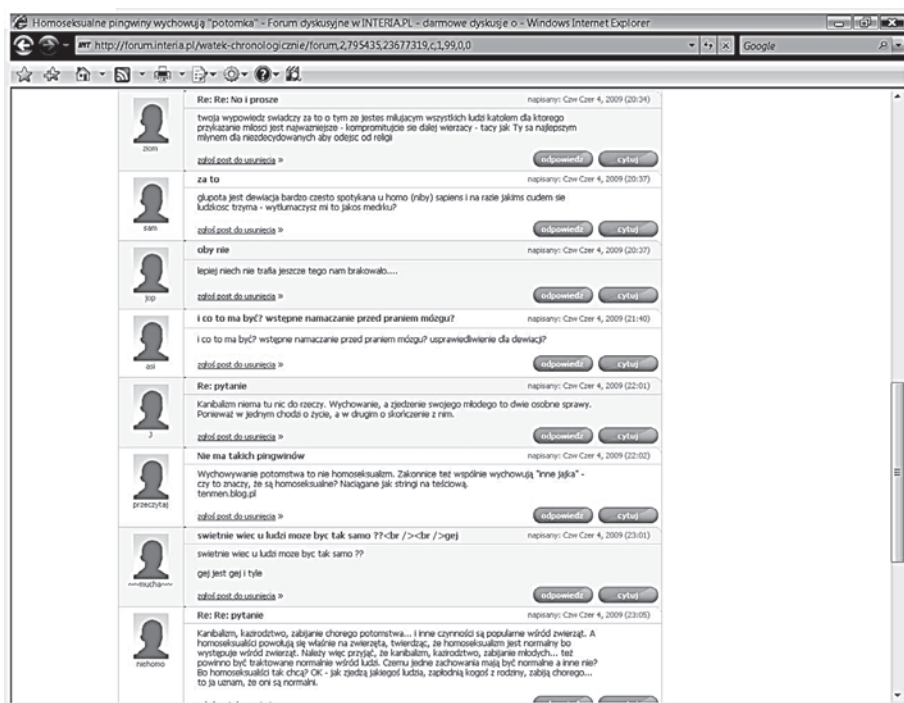 Homoseksualne pingwiny wychowują "potomka" - Forum dyskusyjne w INTERIA.PL - darmowe dyskusje o - Windows Internet Explorer
http://forum.interia.pl/watek-chronologicznie/forum,2,795435,23677319,c,1,99,0,0
Google
Re: Re: No i prosze
napisany: Czw Czer 4, 2009 (20:34)
twoja wypowiedz swiadczy za to o tym ze jestes milujacym wszystkich ludzi katolem dla ktorego
przykazanie milosci jest najwazniejsze - kompromitujcie sie dalej wierzacy - tacy jak Ty sa najlepszym
mlynem dla niezdecydowanych aby odejsc od religii
ziom
zgłoś post do usunięcia »
odpowiedz
cytuj
za to
napisany: Czw Czer 4, 2009 (20:37)
glupota jest dewiacja bardzo czesto spotykana u homo (niby) sapiens i na razie jakims cudem sie
ludzkosc trzyma - wytlumaczysz mi to jakos medrku?
sam
zgłoś post do usunięcia »
odpowiedz
cytuj
oby nie
napisany: Czw Czer 4, 2009 (20:37)
lepiej niech nie trafia jeszcze tego nam brakowało....
jop
zgłoś post do usunięcia »
odpowiedz
cytuj
i co to ma być? wstępne namaczanie przed praniem mózgu?
napisany: Czw Czer 4, 2009 (21:40)
i co to ma być? wstępne namaczanie przed praniem mózgu? usprawiedliwienie dla dewiacji?
asi
zgłoś post do usunięcia »
odpowiedz
cytuj
Re: pytanie
napisany: Czw Czer 4, 2009 (22:01)
Kanibalizm niema tu nic do rzeczy. Wychowanie, a zjedzenie swojego młodego to dwie osobne sprawy.
Ponieważ w jednym chodzi o życie, a w drugim o skończenie z nim.
J
zgłoś post do usunięcia »
odpowiedz
cytuj
Nie ma takich pingwinów
napisany: Czw Czer 4, 2009 (22:02)
Wychowywanie potomstwa to nie homoseksualizm. Zakonnice też wspólnie wychowują "inne jajka" -
czy to znaczy, że są homoseksualne? Naciągane jak stringi na teściową.
tenmen.blog.pl
przeczytaj
zgłoś post do usunięcia »
odpowiedz
cytuj
swietnie wiec u ludzi moze byc tak samo ??<br /><br />gej
napisany: Czw Czer 4, 2009 (23:01)
swietnie wiec u ludzi moze byc tak samo ??
gej jest gej i tyle
~~~mucha~~~
zgłoś post do usunięcia »
odpowiedz
cytuj
Re: Re: pytanie
napisany: Czw Czer 4, 2009 (23:05)
Kanibalizm, kazirodztwo, zabijanie chorego potomstwa... i inne czynności są popularne wśród zwierząt. A
homoseksualiści powołują się właśnie na zwierzęta, twierdząc, że homoseksualizm jest normalny bo
występuje wśród zwierząt. Należy więc przyjąć, że kanibalizm, kazirodztwo, zabijanie młodych... też
powinno być traktowane normalnie wśród ludzi. Czemu jedne zachowania mają być normalne a inne nie?
Bo homoseksualiści tak chcą? OK - jak zjedzą jakiegoś ludzia, zapłodnią kogoś z rodziny, zabiją chorego...
to ja uznam, że oni są normalni.
nichomo